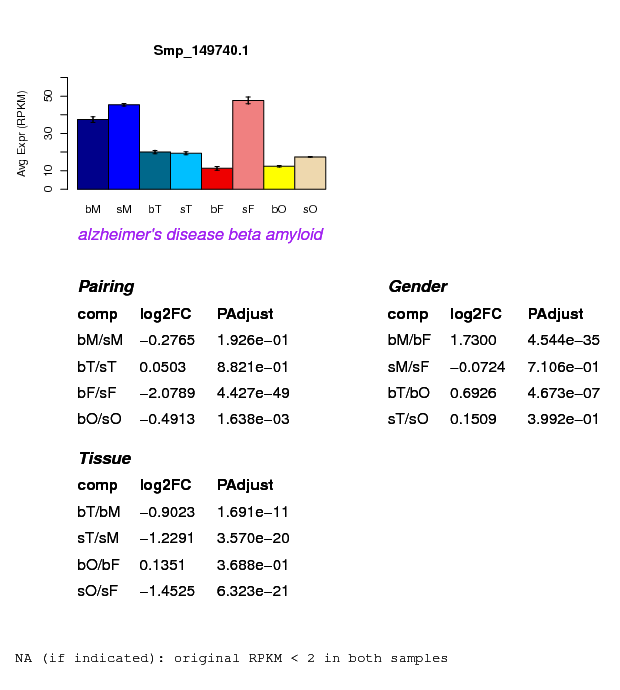 Smp_149740.1
Avg Expr (RPKM)
0 10 30 50
bM sM bT sT bF sF bO sO
alzheimer's disease beta amyloid
Pairing
comp log2FC PAdjust
bM/sM −0.2765 1.926e−01
bT/sT 0.0503 8.821e−01
bF/sF −2.0789 4.427e−49
bO/sO −0.4913 1.638e−03
Gender
comp log2FC PAdjust
bM/bF 1.7300 4.544e−35
sM/sF −0.0724 7.106e−01
bT/bO 0.6926 4.673e−07
sT/sO 0.1509 3.992e−01
Tissue
comp log2FC PAdjust
bT/bM −0.9023 1.691e−11
sT/sM −1.2291 3.570e−20
bO/bF 0.1351 3.688e−01
sO/sF −1.4525 6.323e−21
NA (if indicated): original RPKM < 2 in both samples